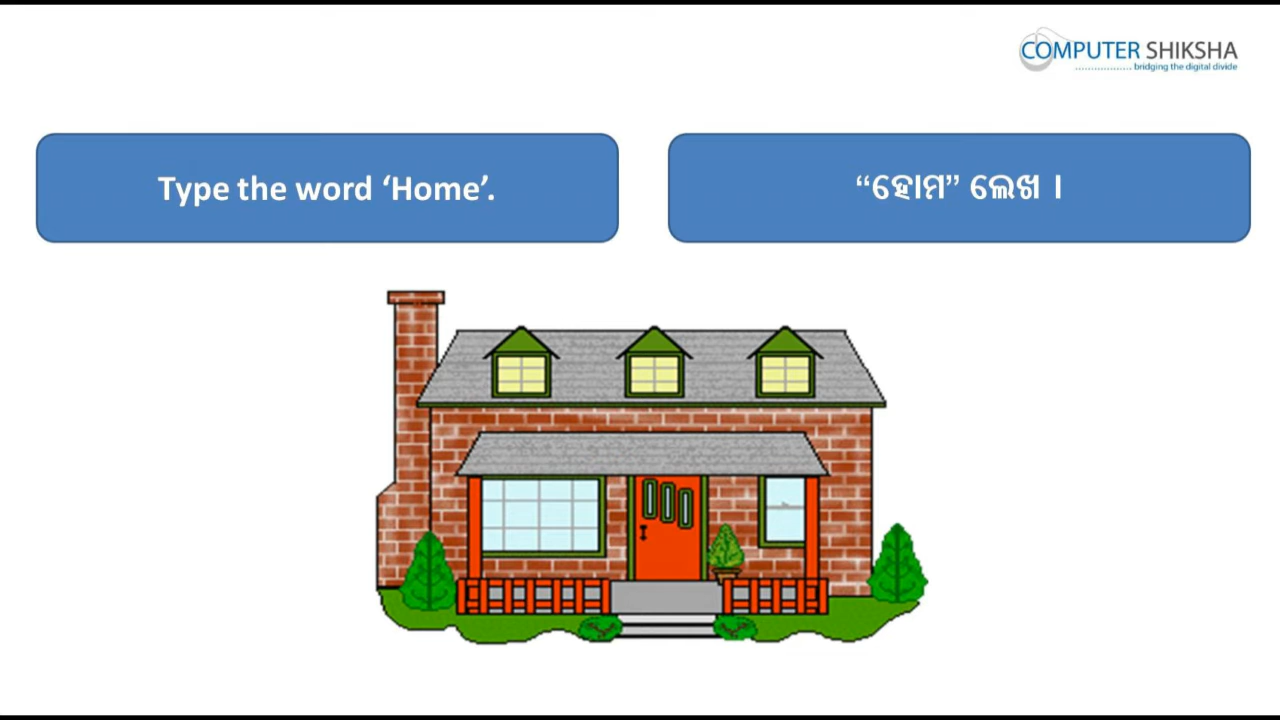 COMPUTER SHIKSHA
bridging the digital divide
Type the word ‘Home’.
“ହୋମ” ଲେଖ ।